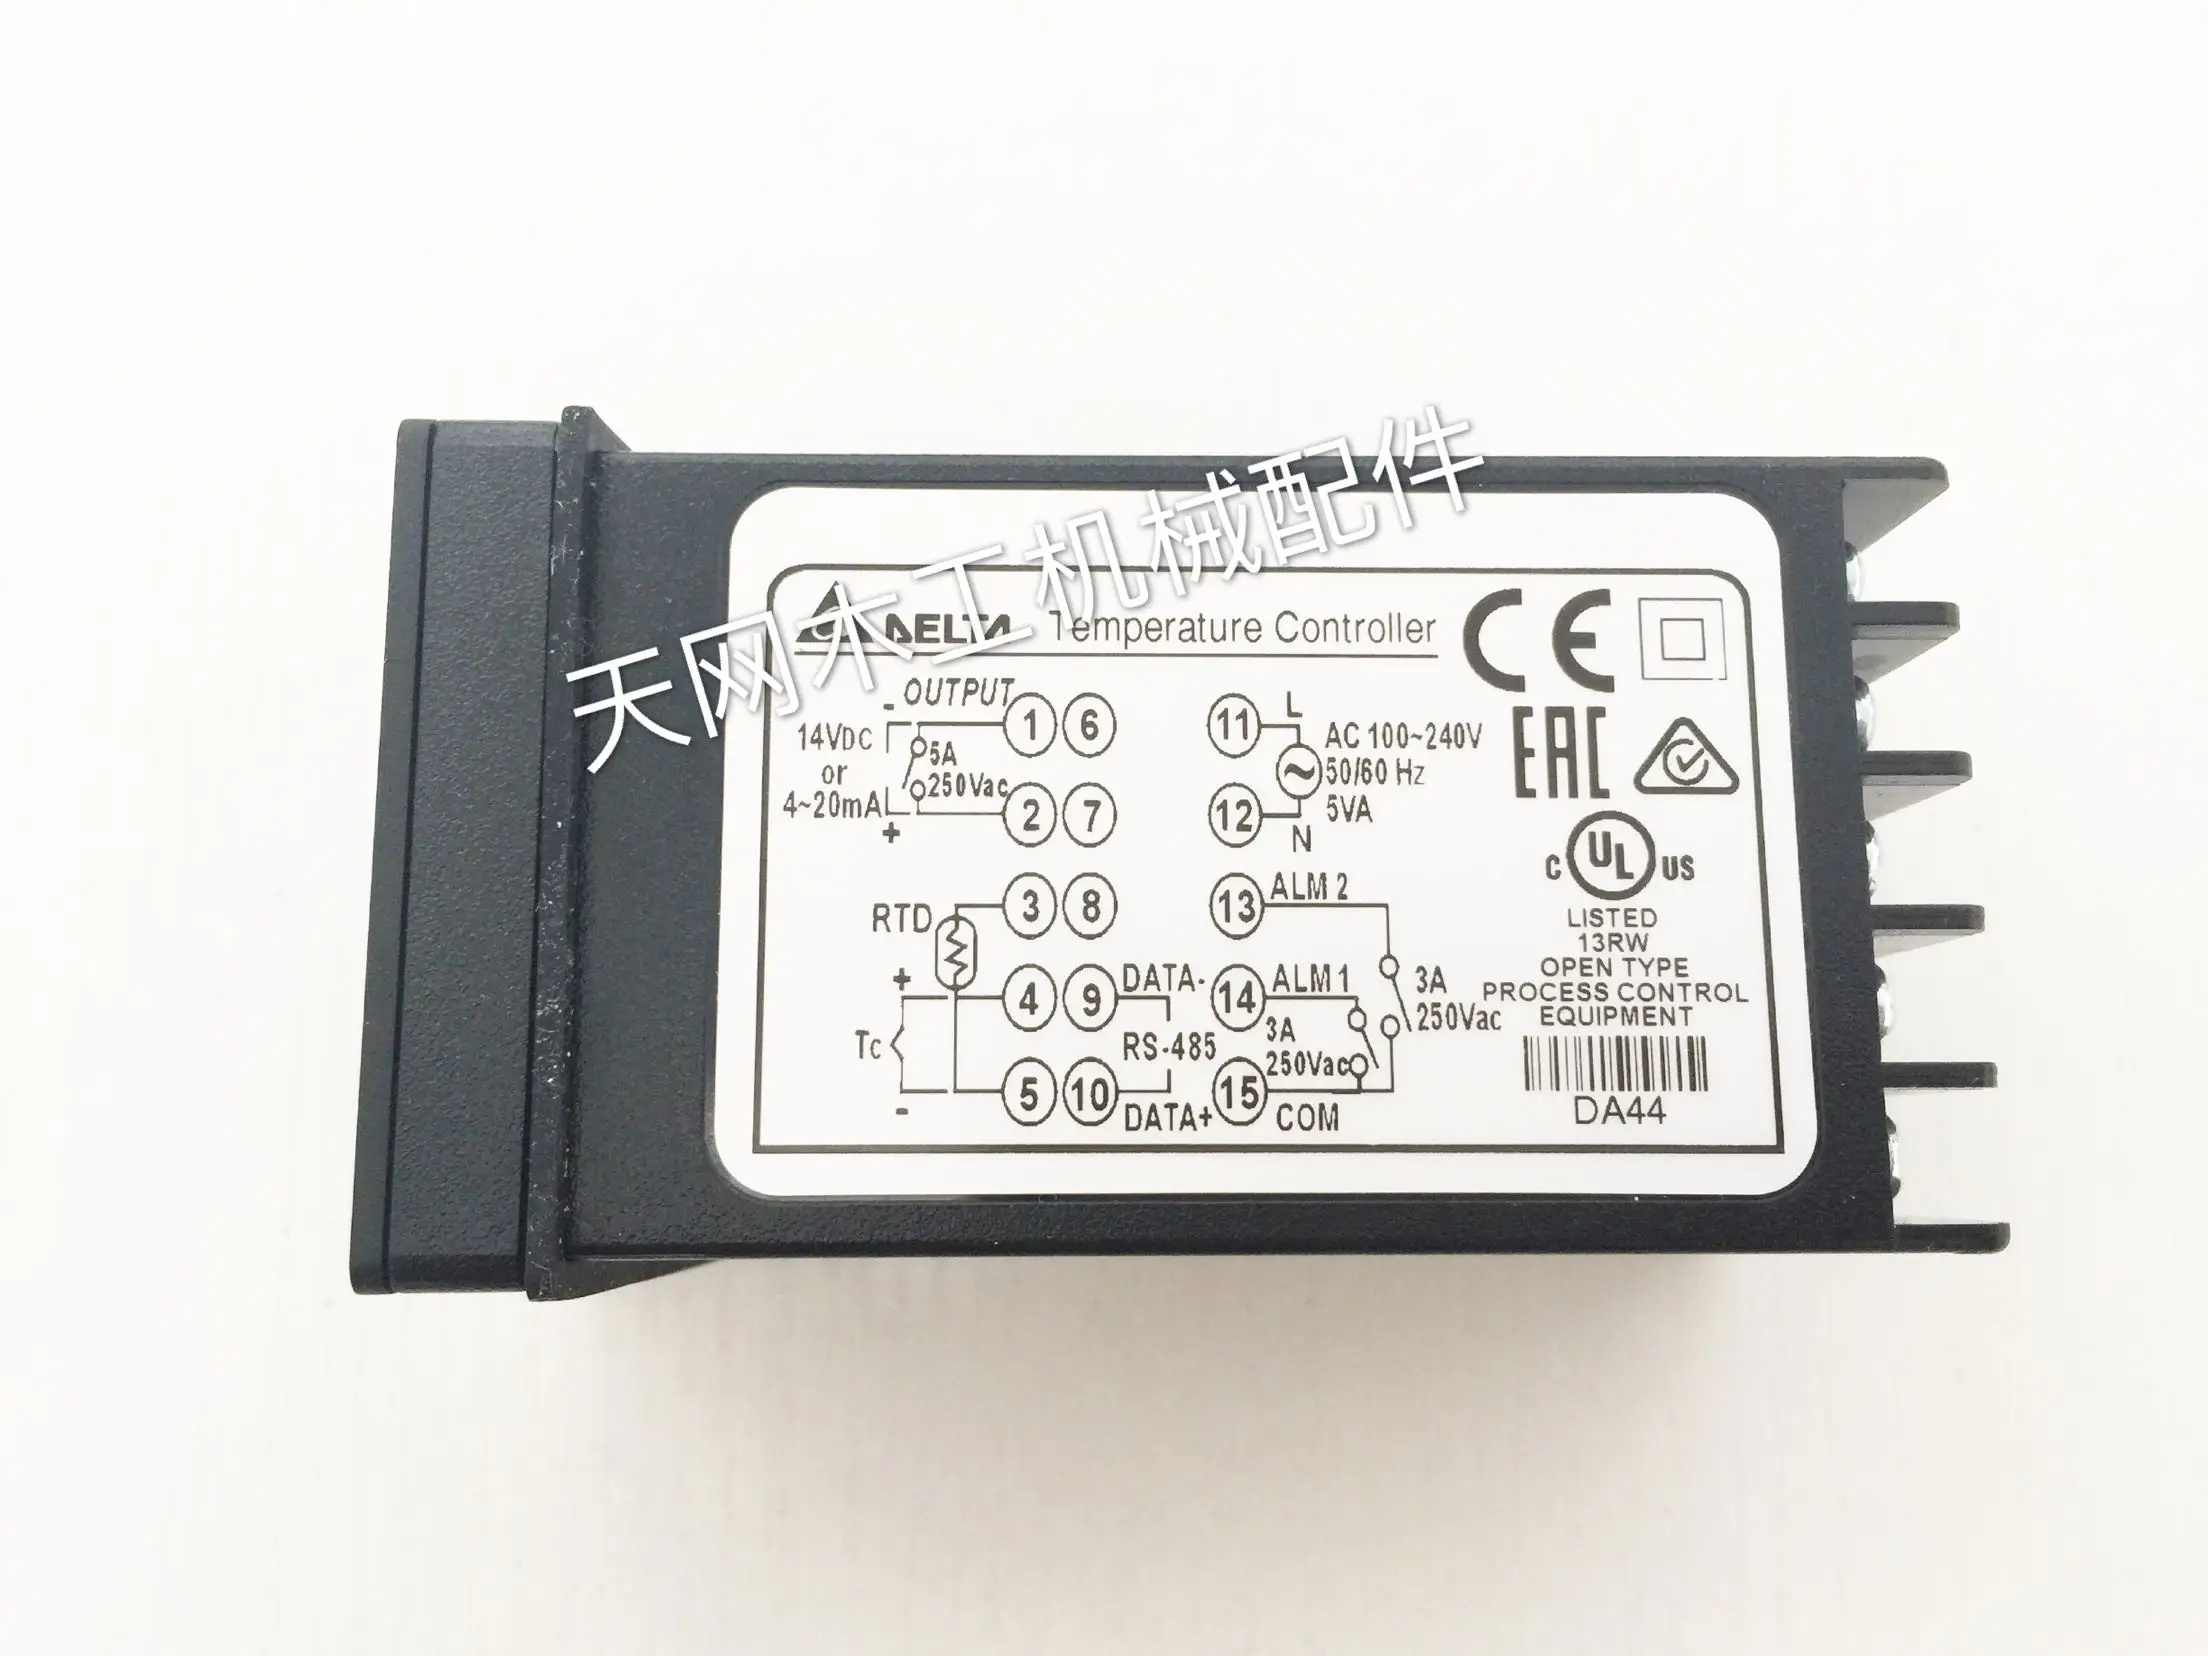 天网木工机械配件
DELTA Temperature Controller
CE
- OUTPUT
14VDC
or
4~20mA
+
5A
250Vac
1 6
2 7
RTD 3 8
+ 4 9 DATA-
Tc RS-485
- 5 10 DATA+
11 L
AC 100~240V
50/60 Hz
5VA
12 N
13 ALM 2
14 ALM 1
3A
250Vac
3A
250Vac
15 COM
EAC
C UL US
LISTED
13RW
OPEN TYPE
PROCESS CONTROL
EQUIPMENT
DA44